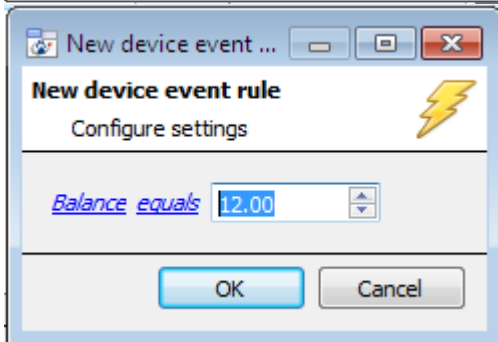 New device event ...
New device event rule
Configure settings
Balance equals 12.00
OK Cancel